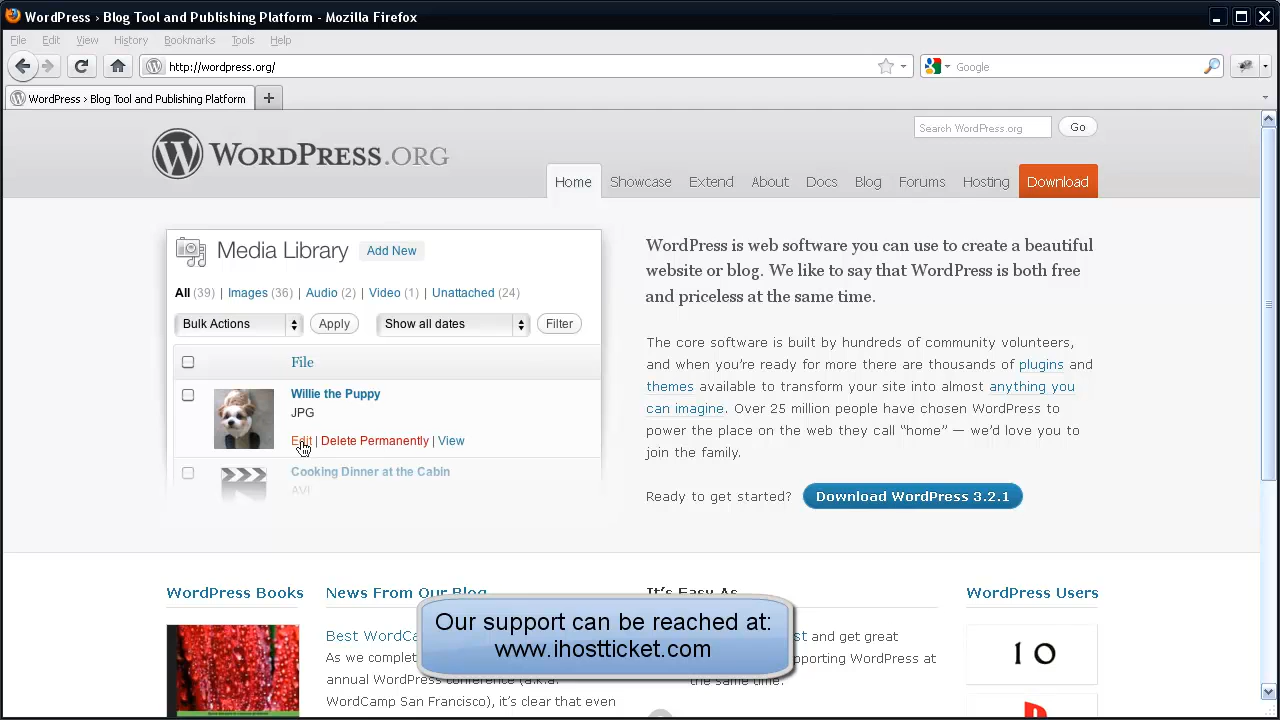 WordPress › Blog Tool and Publishing Platform - Mozilla Firefox
File Edit View History Bookmarks Tools Help
http://wordpress.org/
Google
WordPress › Blog Tool and Publishing Platform
Search WordPress.org
Go
WORDPRESS.ORG
Home Showcase Extend About Docs Blog Forums Hosting Download
Media Library Add New
All (39) | Images (36) | Audio (2) | Video (1) | Unattached (24)
Bulk Actions Apply Show all dates Filter
File
Willie the Puppy
JPG
Edit | Delete Permanently | View
Cooking Dinner at the Cabin
AVI
WordPress is web software you can use to create a beautiful
website or blog. We like to say that WordPress is both free
and priceless at the same time.
The core software is built by hundreds of community volunteers,
and when you're ready for more there are thousands of plugins and
themes available to transform your site into almost anything you
can imagine. Over 25 million people have chosen WordPress to
power the place on the web they call “home” — we'd love you to
join the family.
Ready to get started? Download WordPress 3.2.1
WordPress Books
News From Our Blog
Best WordCa
As we complet
annual WordPress conference (a.k.a.
WordCamp San Francisco), it's clear that even
It's Easy As
st and get great
pporting WordPress at
the same time.
WordPress Users
10
Our support can be reached at:
www.ihostticket.com